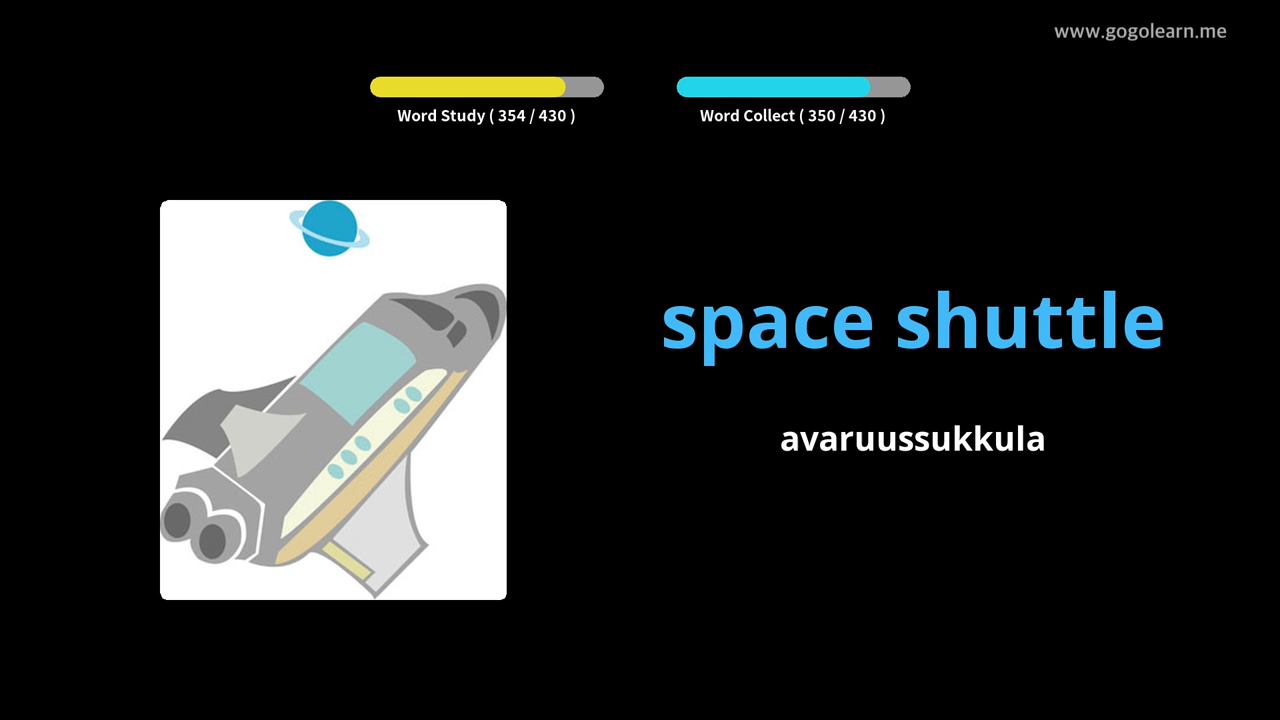 www.gogolearn.me
Word Study ( 354 / 430 )
Word Collect ( 350 / 430 )
space shuttle
avaruussukkula